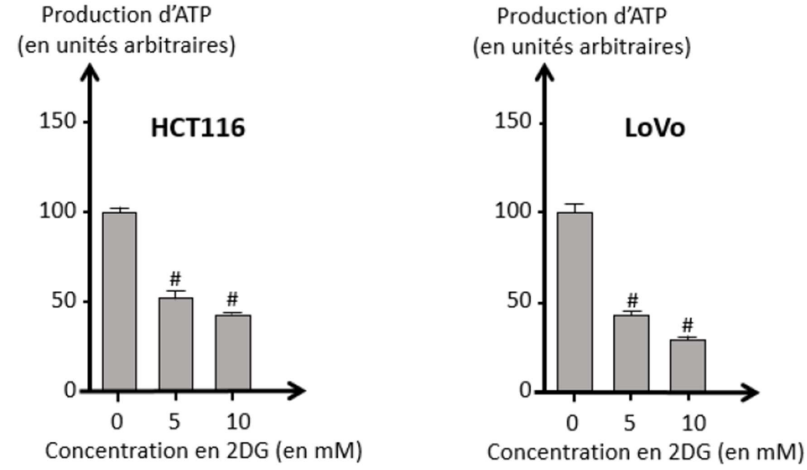 Production d’ATP
(en unités arbitraires)
HCT116
150
100
50
0
#
#
0 5 10
Concentration en 2DG (en mM)
Production d’ATP
(en unités arbitraires)
LoVo
150
100
50
0
#
#
0 5 10
Concentration en 2DG (en mM)